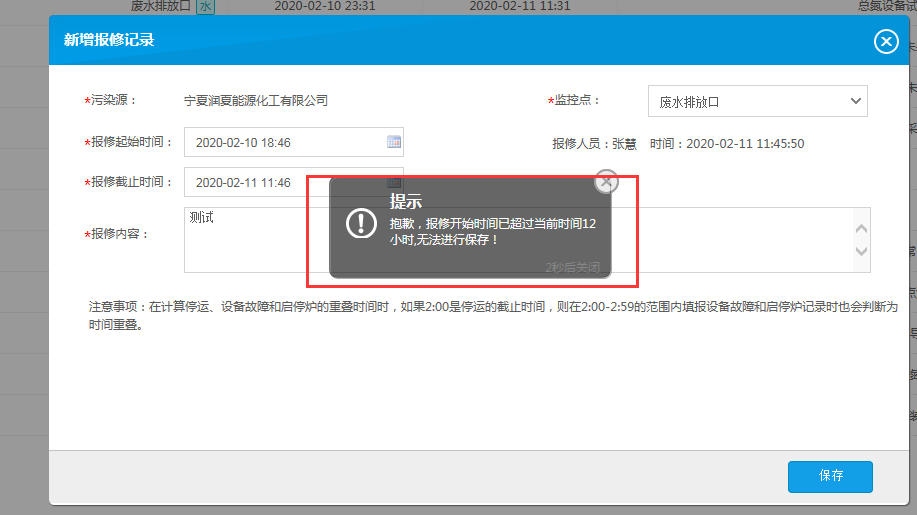 废水排放口 水 2020-02-10 23:31 2020-02-11 11:31 总氮设备试
新增报修记录
*污染源： 宁夏润夏能源化工有限公司 *监控点： 废水排放口
*报修起始时间： 2020-02-10 18:46 报修人员：张慧 时间：2020-02-11 11:45:50
*报修截止时间： 2020-02-11 11:46
*报修内容： 测试
提示
抱歉，报修开始时间已超过当前时间12
小时,无法进行保存！
2秒后关闭
注意事项：在计算停运、设备故障和启停炉的重叠时间时，如果2:00是停运的截止时间，则在2:00-2:59的范围内填报设备故障和启停炉记录时也会判断为
时间重叠。
保存